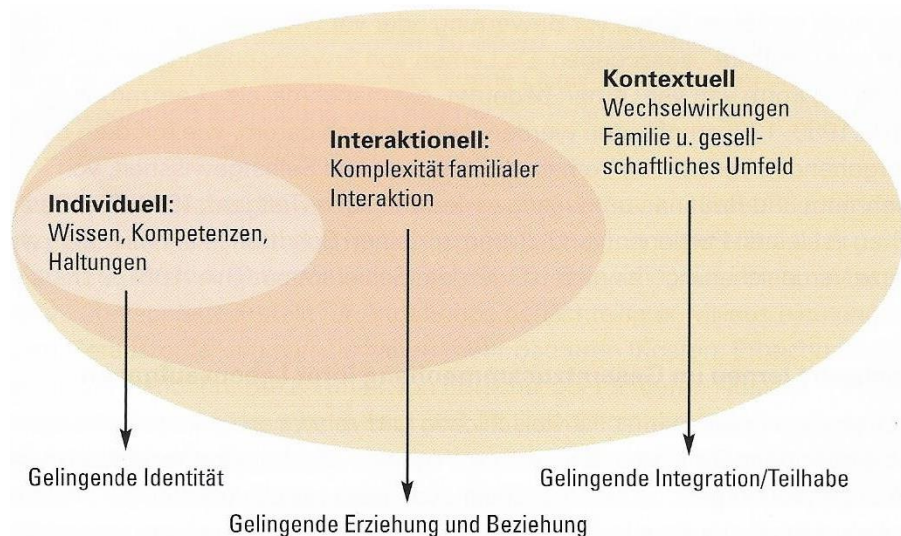 Kontextuell
Wechselwirkungen
Familie u. gesell-
schaftliches Umfeld
Interaktionell:
Komplexität familialer
Interaktion
Individuell:
Wissen, Kompetenzen,
Haltungen
Gelingende Identität
Gelingende Integration/Teilhabe
Gelingende Erziehung und Beziehung